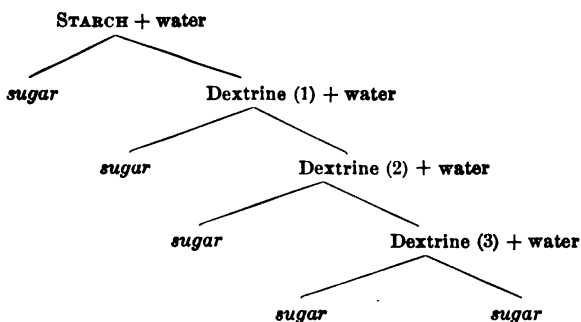 STARCH + water
sugar
Dextrine (1) + water
sugar
Dextrine (2) + water
sugar
Dextrine (3) + water
sugar sugar